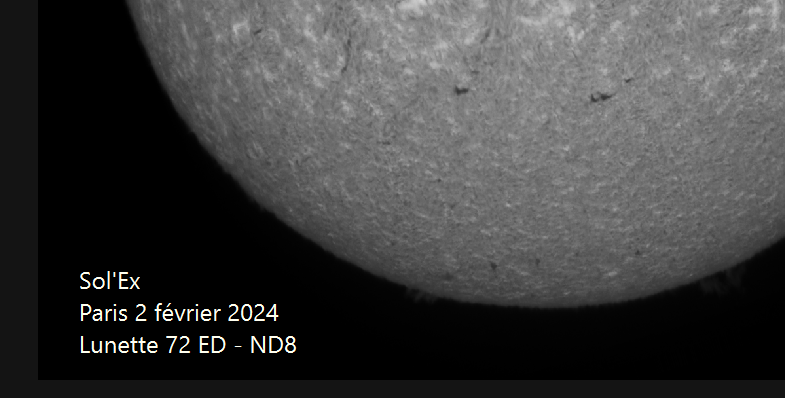 Sol'Ex
Paris 2 février 2024
Lunette 72 ED - ND8